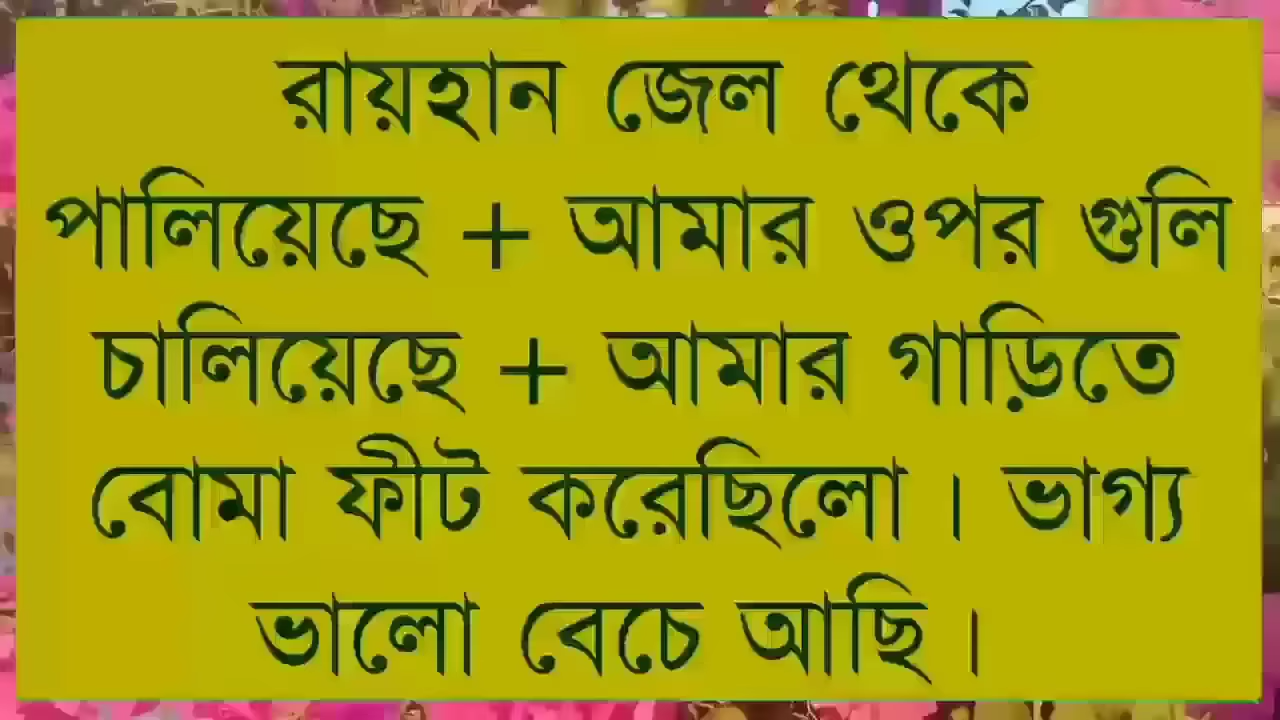 রায়হান জেল থেকে
পালিয়েছে + আমার ওপর গুলি
চালিয়েছে + আমার গাড়িতে
বোমা ফীট করেছিলো । ভাগ্য
ভালো বেচে আছি ।